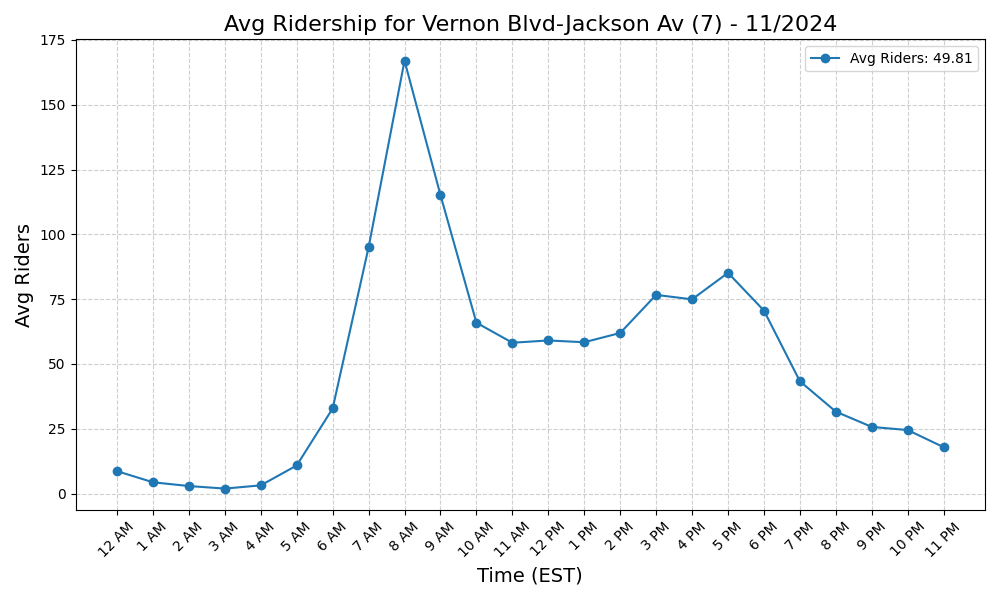 Avg Ridership for Vernon Blvd-Jackson Av (7) - 11/2024
Avg Riders: 49.81
Avg Riders
175
150
125
100
75
50
25
0
12 AM
1 AM
2 AM
3 AM
4 AM
5 AM
6 AM
7 AM
8 AM
9 AM
10 AM
11 AM
12 PM
1 PM
2 PM
3 PM
4 PM
5 PM
6 PM
7 PM
8 PM
9 PM
10 PM
11 PM
Time (EST)